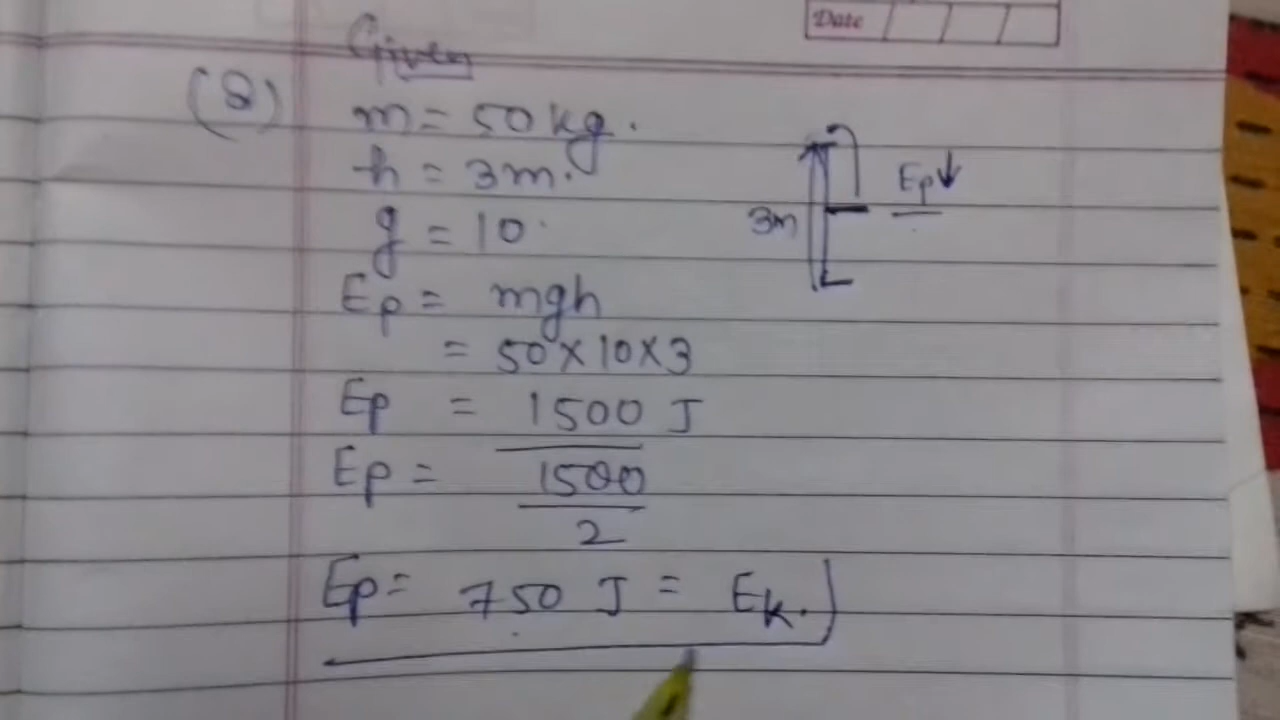 Date
Given
(8)
m = 50 kg.
h = 3m.
g = 10.
3m
Ep↓
Ep = mgh
= 50×10×3
Ep = 1500 J
Ep = 1500
2
Ep = 750 J = Ek.